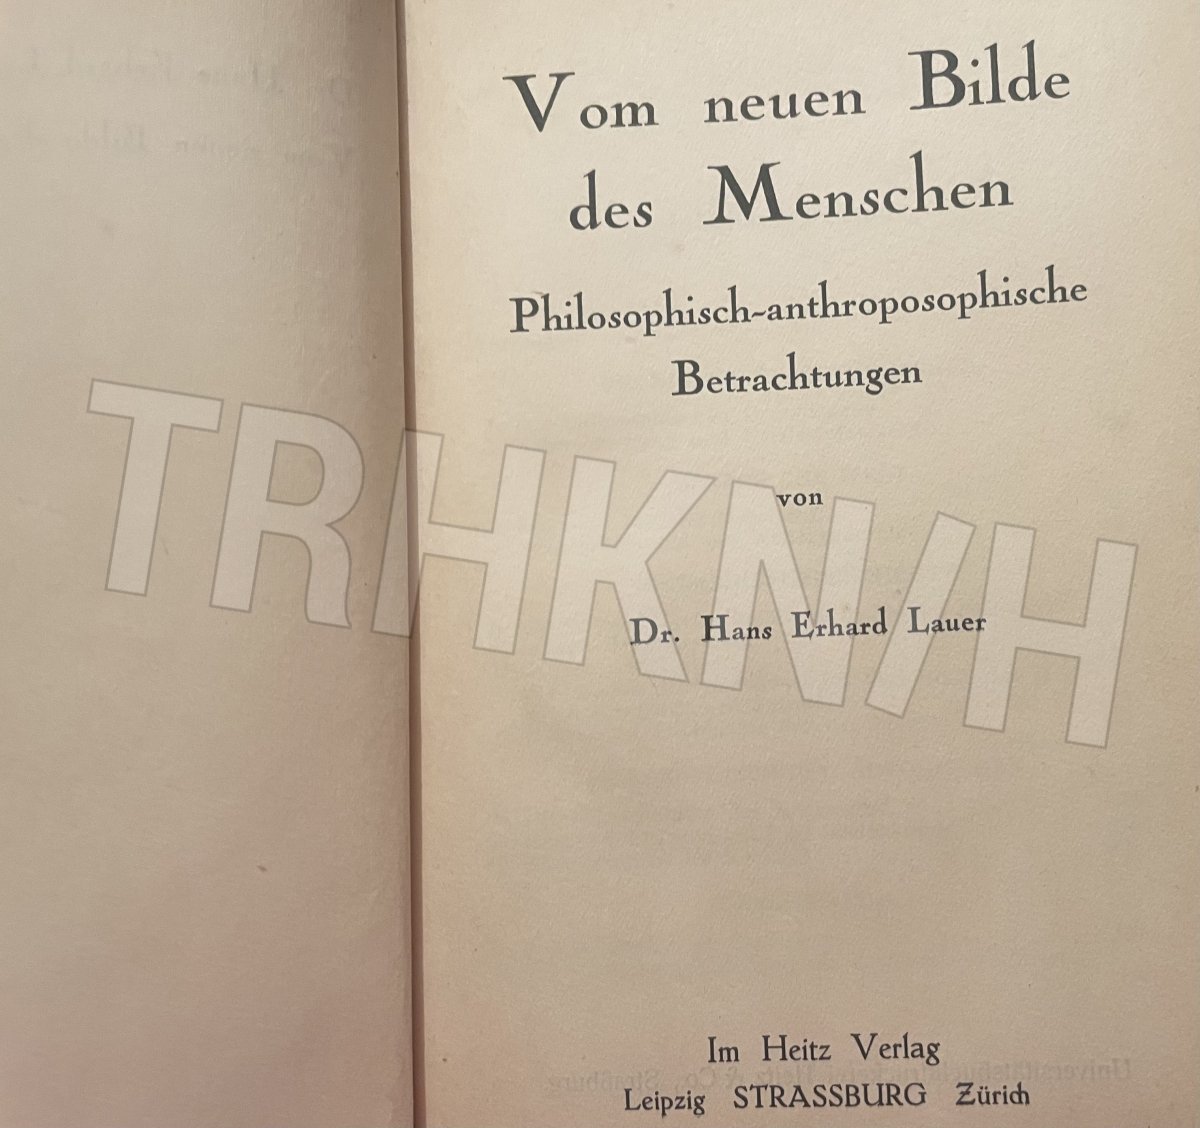 Vom neuen Bilde
des Menschen
Philosophisch-anthroposophische
Betrachtungen
von
Dr. Hans Erhard Lauer
TRHKN/H
Im Heitz Verlag
Leipzig STRASSBURG Zürich